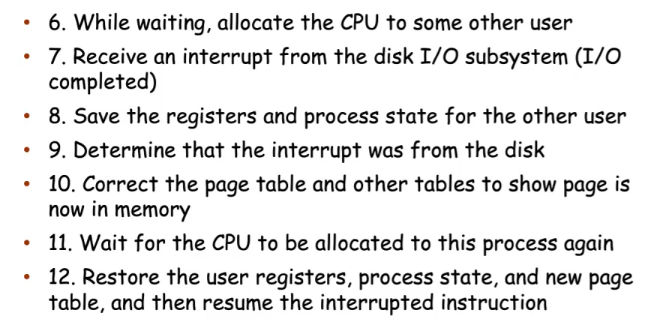 • 6. While waiting, allocate the CPU to some other user
• 7. Receive an interrupt from the disk I/O subsystem (I/O
completed)
• 8. Save the registers and process state for the other user
• 9. Determine that the interrupt was from the disk
• 10. Correct the page table and other tables to show page is
now in memory
• 11. Wait for the CPU to be allocated to this process again
• 12. Restore the user registers, process state, and new page
table, and then resume the interrupted instruction